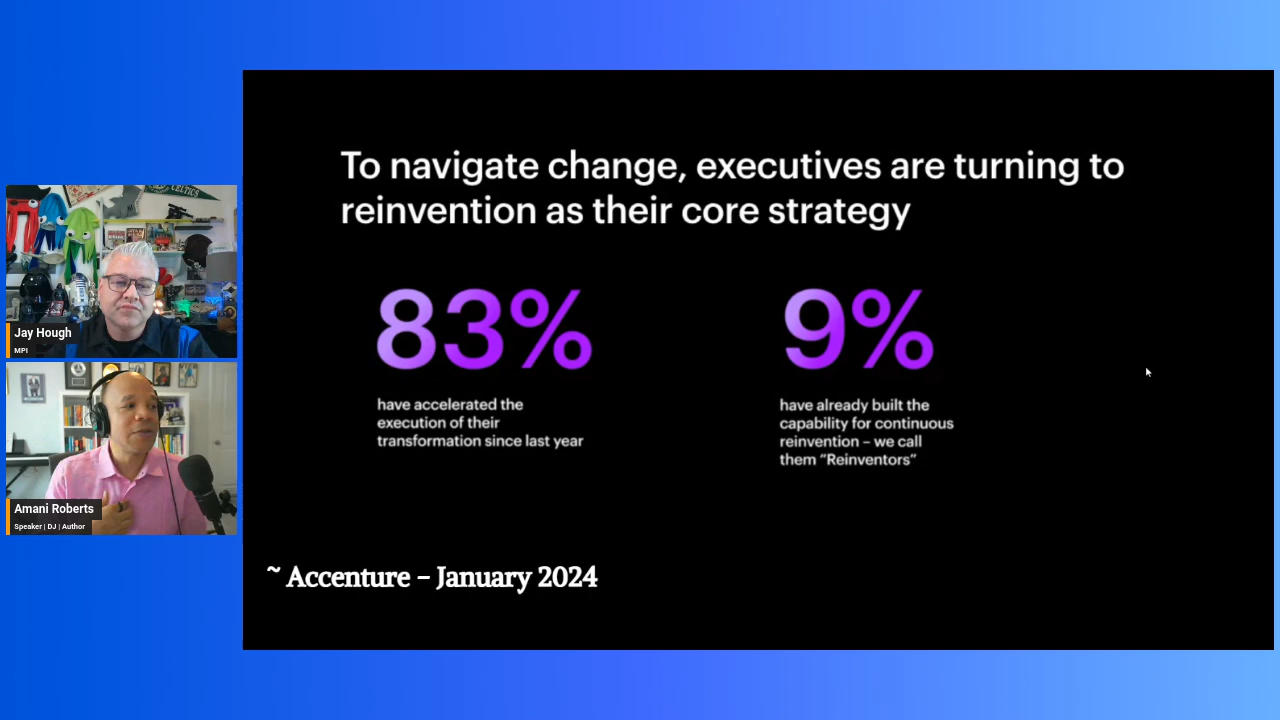 CELTICS
Jay Hough
MPI
Amani Roberts
Speaker | DJ | Author
To navigate change, executives are turning to
reinvention as their core strategy
83%
have accelerated the
execution of their
transformation since last year
9%
have already built the
capability for continuous
reinvention – we call
them “Reinventors”
~ Accenture – January 2024